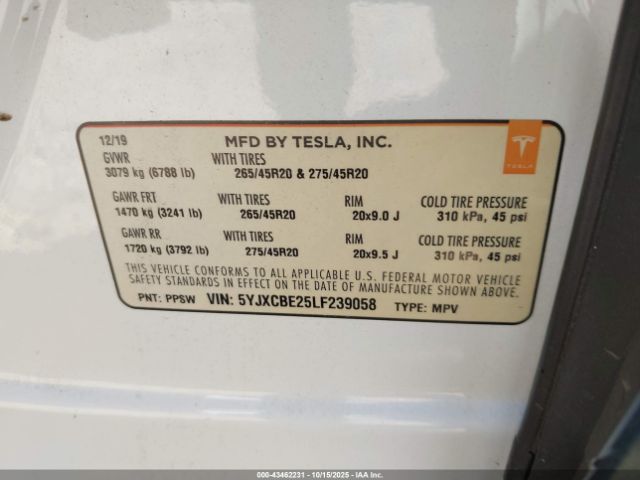 12/19 MFD BY TESLA, INC.
GVWR WITH TIRES
3079 kg (6788 lb) 265/45R20 & 275/45R20
TESLA
GAWR FRT WITH TIRES RIM COLD TIRE PRESSURE
1470 kg (3241 lb) 265/45R20 20x9.0 J 310 kPa, 45 psi
GAWR RR WITH TIRES RIM COLD TIRE PRESSURE
1720 kg (3792 lb) 275/45R20 20x9.5 J 310 kPa, 45 psi
THIS VEHICLE CONFORMS TO ALL APPLICABLE U.S. FEDERAL MOTOR VEHICLE
SAFETY STANDARDS IN EFFECT ON THE DATE OF MANUFACTURE SHOWN ABOVE.
PNT: PPSW VIN: 5YJXCBE25LF239058 TYPE: MPV
000-43462231 - 10/15/2025 - IAA Inc.